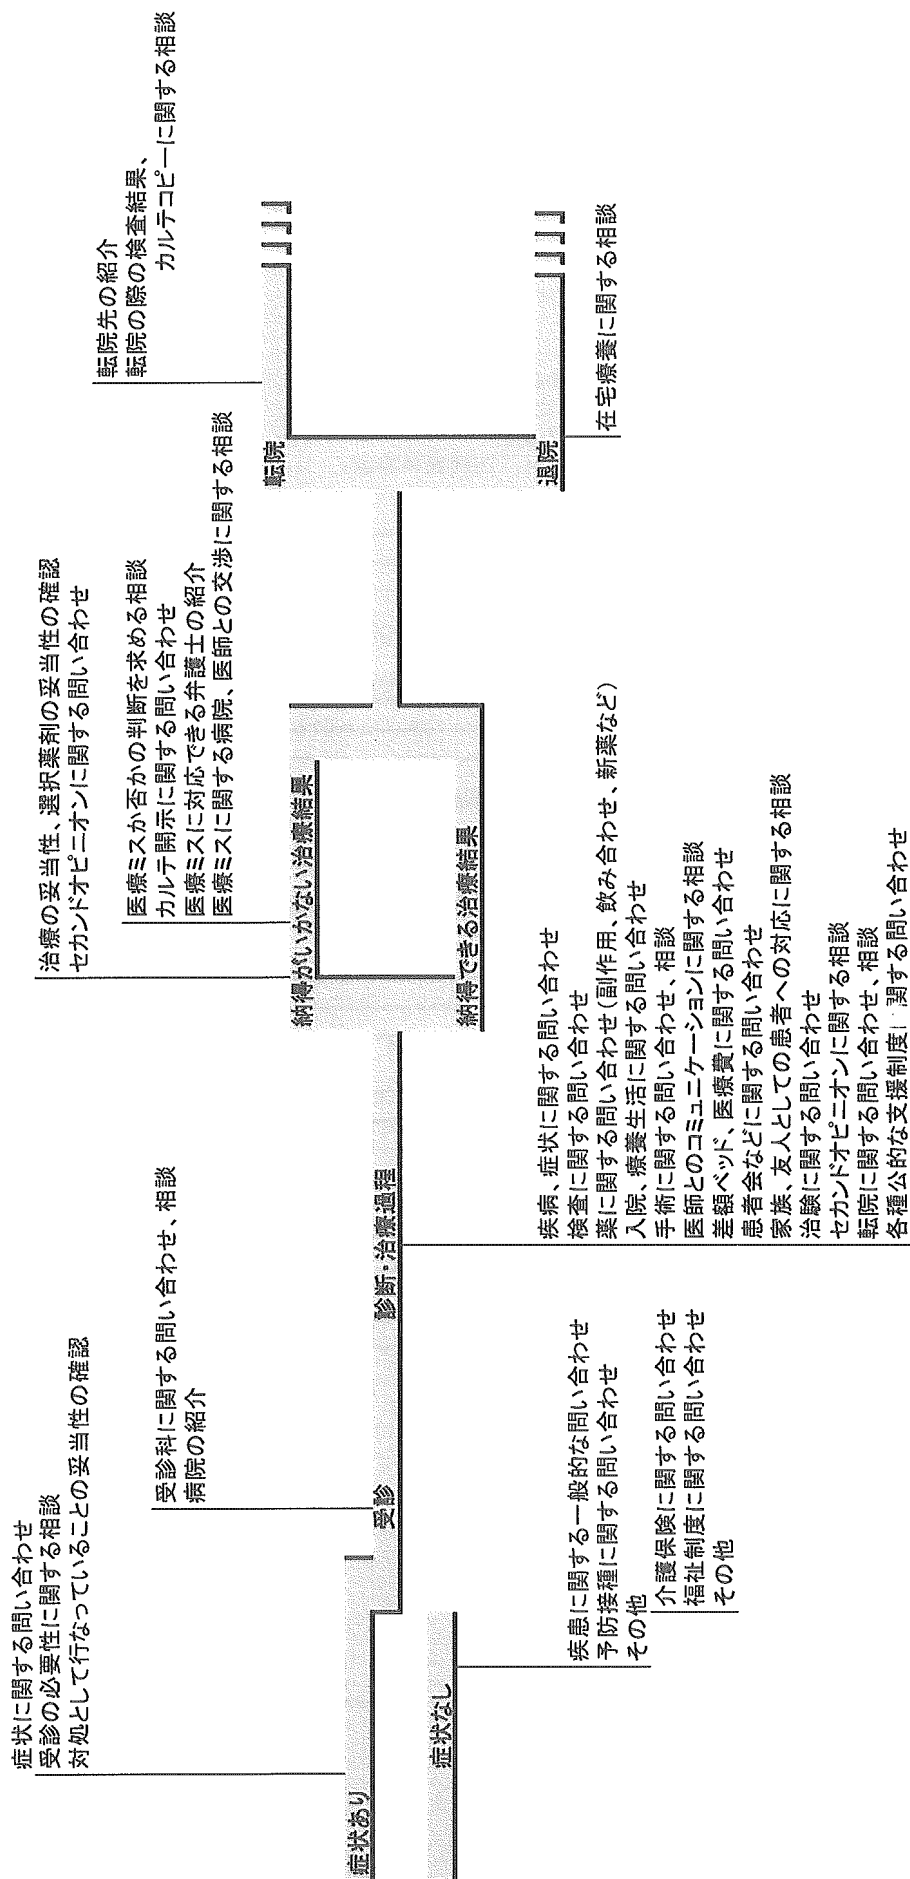 症状に関する問い合わせ
受診の必要性に関する相談
対処として行なっていることの妥当性の確認
症状あり
症状なし
疾患に関する一般的な問い合わせ
予防接種に関する問い合わせ
その他
介護保険に関する問い合わせ
福祉制度に関する問い合わせ
その他
受診科に関する問い合わせ、相談
病院の紹介
受診
診断・治療過程
疾病、症状に関する問い合わせ
検査に関する問い合わせ
薬に関する問い合わせ(副作用、飲み合わせ、新薬など)
入院、療養生活に関する問い合わせ
手術に関する問い合わせ、相談
医師とのコミュニケーションに関する相談
差額ベッド、医療費に関する問い合わせ
患者会などに関する問い合わせ
家族、友人としての患者への対応に関する相談
治験に関する問い合わせ
セカンドオピニオンに関する相談
転院に関する問い合わせ、相談
各種公的な支援制度に関する問い合わせ
治療の妥当性、選択薬剤の妥当性の確認
セカンドオピニオンに関する問い合わせ
医療ミスか否かの判断を求める相談
カルテ開示に関する問い合わせ
医療ミスに対応できる弁護士の紹介
医療ミスに関する病院、医師との交渉に関する相談
納得がいかない治療結果
納得できる治療結果
転院先の紹介
転院の際の検査結果、
カルテコピーに関する相談
転院
退院
在宅療養に関する相談